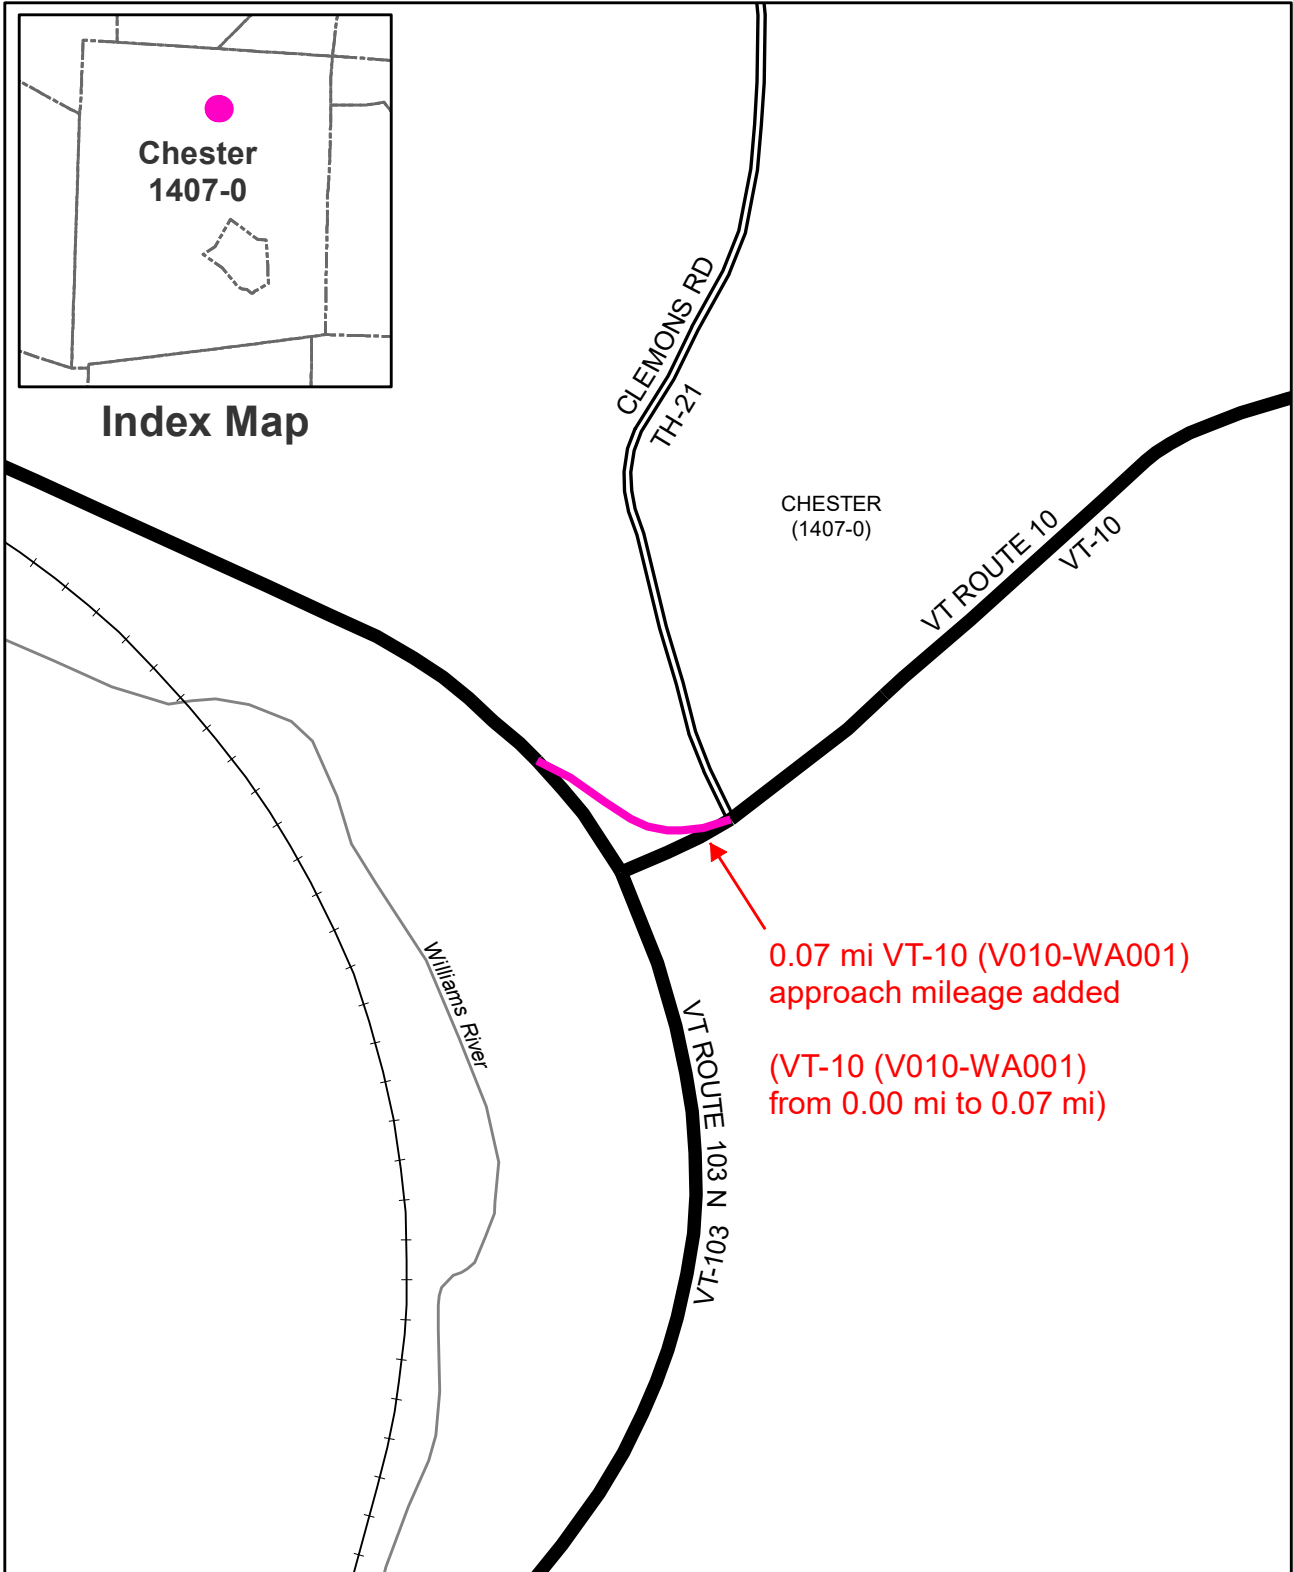 Chester
1407-0
Index Map
CLEMONS RD
TH-21
CHESTER
(1407-0)
VT ROUTE 10
VT-10
Williams River
0.07 mi VT-10 (V010-WA001)
approach mileage added
(VT-10 (V010-WA001)
from 0.00 mi to 0.07 mi)
VT ROUTE 103 N
VT-103